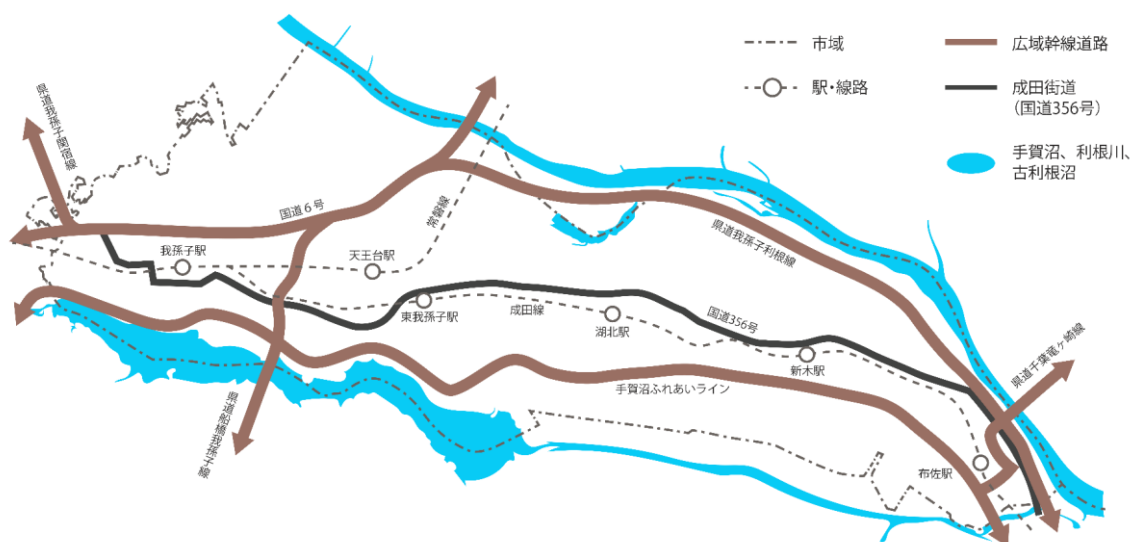 市域
広域幹線道路
駅・線路
成田街道
（国道356号）
手賀沼、利根川、
古利根沼
県道我孫子関宿線
国道６号
常磐線
我孫子駅
天王台駅
県道我孫子利根線
東我孫子駅
成田線
湖北駅
国道356号
新木駅
県道千葉竜ヶ崎線
手賀沼ふれあいライン
県道船橋我孫子線
布佐駅